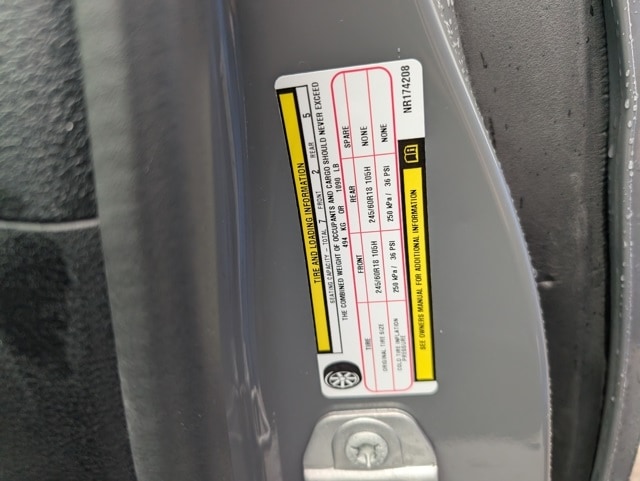 TIRE AND LOADING INFORMATION
SEATING CAPACITY - TOTAL 7 FRONT 2 REAR 5
THE COMBINED WEIGHT OF OCCUPANTS AND CARGO SHOULD NEVER EXCEED
494 KG OR 1090 LB
TIRE FRONT REAR SPARE
ORIGINAL TIRE SIZE 245/60R18 105H 245/60R18 105H NONE
COLD TIRE INFLATION PRESSURE 250 kPa / 36 PSI 250 kPa / 36 PSI NONE
SEE OWNERS MANUAL FOR ADDITIONAL INFORMATION
NR174208